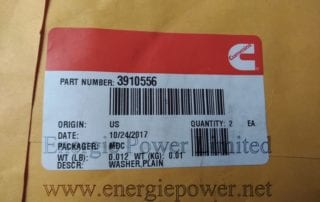 Cummins
PART NUMBER: 3910556
ORIGIN: US QUANTITY: 2 EA
DATE: 10/24/2017
Energie Power Limited
PACKAGER: MDC
WT (LB): 0.012 WT (KG): 0.01
DESCR: WASHER,PLAIN
www.energiepower.net